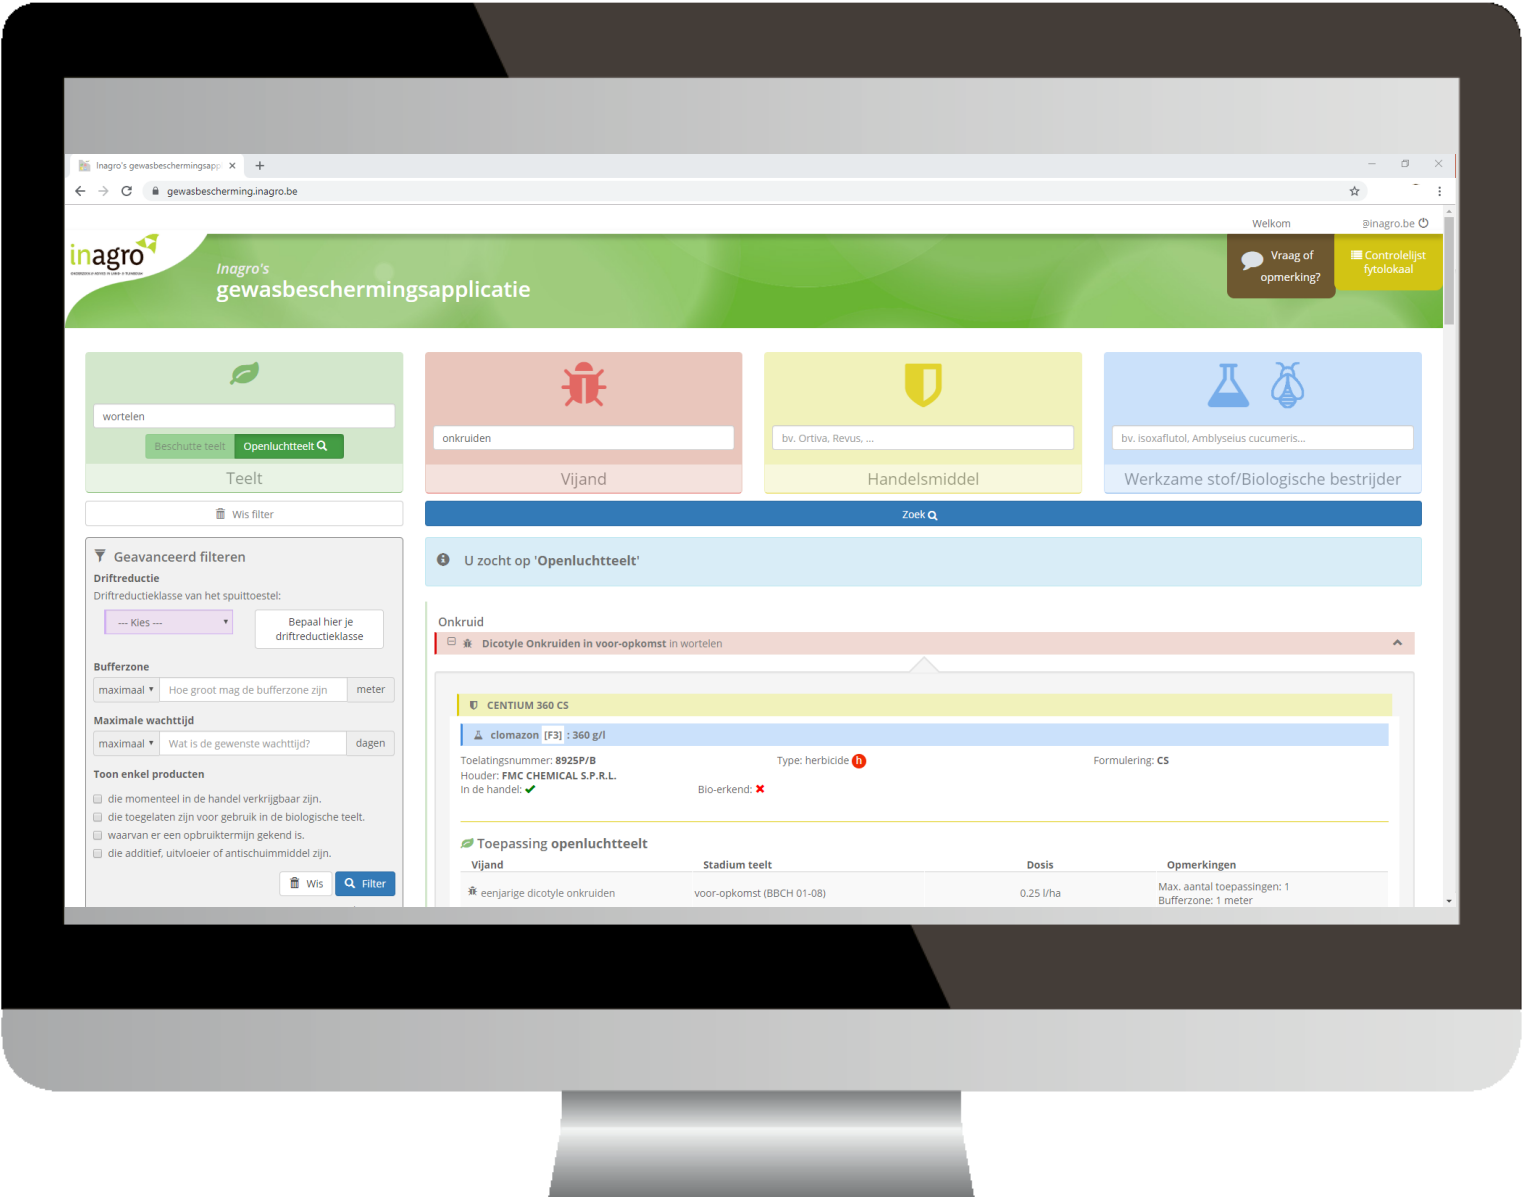 Inagro's gewasbeschermingsapp
gewasbescherming.inagro.be
Welkom
@inagro.be
inagro
Inagro's
gewasbeschermingsapplicatie
Vraag of
opmerking?
Controlelijst
fytolokaal
wortelen
Beschutte teelt
Openluchtteelt
Teelt
onkruiden
Vijand
bv. Ortiva, Revus, ...
Handelsmiddel
bv. isoxaflutol, Amblyseius cucumeris...
Werkzame stof/Biologische bestrijder
Wis filter
Zoek
Geavanceerd filteren
Driftreductie
Driftreductieklasse van het spuittoestel:
--- Kies ---
Bepaal hier je
driftreductieklasse
Bufferzone
maximaal
Hoe groot mag de bufferzone zijn
meter
Maximale wachttijd
maximaal
Wat is de gewenste wachttijd?
dagen
Toon enkel producten
die momenteel in de handel verkrijgbaar zijn.
die toegelaten zijn voor gebruik in de biologische teelt.
waarvan er een opbruiktermijn gekend is.
die additief, uitvloeier of antischuimmiddel zijn.
Wis
Filter
U zocht op 'Openluchtteelt'
Onkruid
Dicotyle Onkruiden in voor-opkomst in wortelen
CENTIUM 360 CS
clomazon [F3] : 360 g/l
Toelatingsnummer: 8925P/B
Type: herbicide h
Formulering: CS
Houder: FMC CHEMICAL S.P.R.L.
In de handel:
Bio-erkend:
Toepassing openluchtteelt
Vijand
Stadium teelt
Dosis
Opmerkingen
eenjarige dicotyle onkruiden
voor-opkomst (BBCH 01-08)
0.25 l/ha
Max. aantal toepassingen: 1
Bufferzone: 1 meter